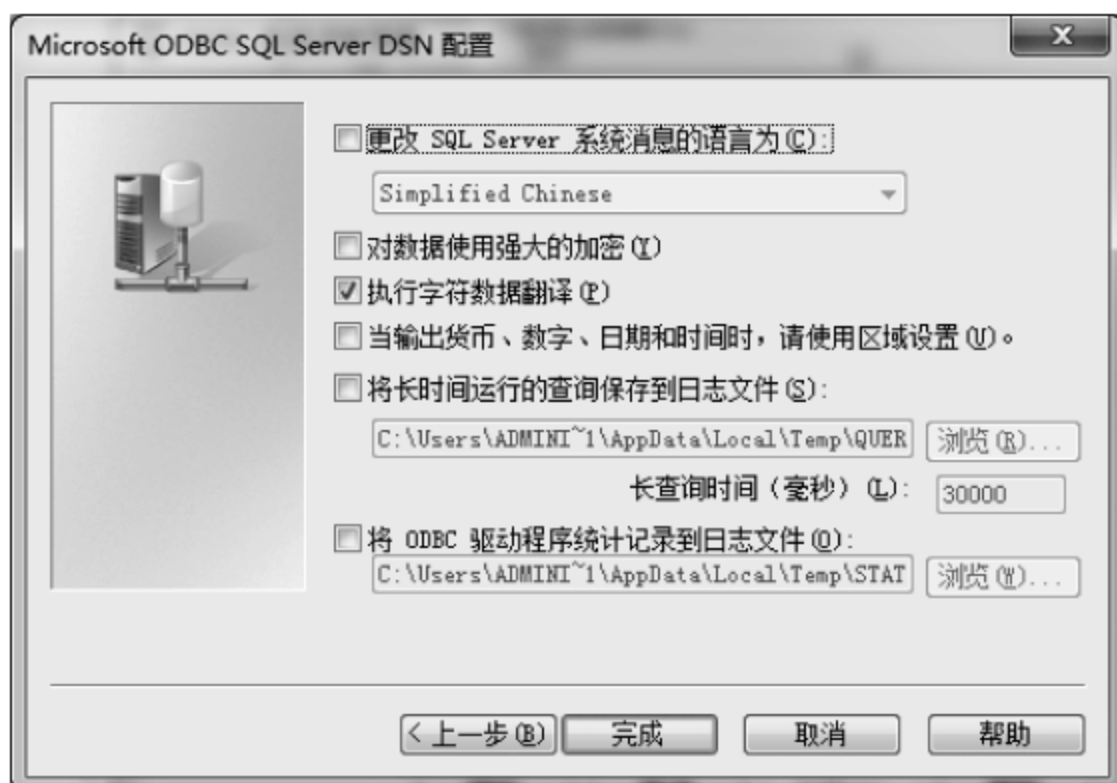 Microsoft ODBC SQL Server DSN 配置
x
更改 SQL Server 系统消息的语言为(C):
Simplified Chinese
对数据使用强大的加密(Y)
执行字符数据翻译(P)
当输出货币、数字、日期和时间时，请使用区域设置(U)。
将长时间运行的查询保存到日志文件(S):
C:\Users\ADMINI~1\AppData\Local\Temp\QUER 浏览(R)...
长查询时间（毫秒）(L): 30000
将 ODBC 驱动程序统计记录到日志文件(O):
C:\Users\ADMINI~1\AppData\Local\Temp\STAT 浏览(W)...
<上一步(B) 完成 取消 帮助